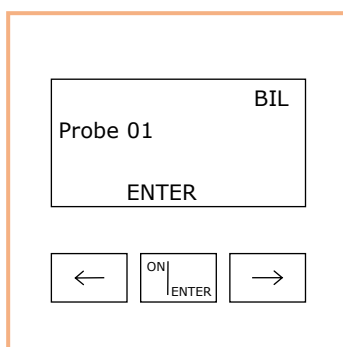 BIL
Probe 01
ENTER
← ON ENTER →